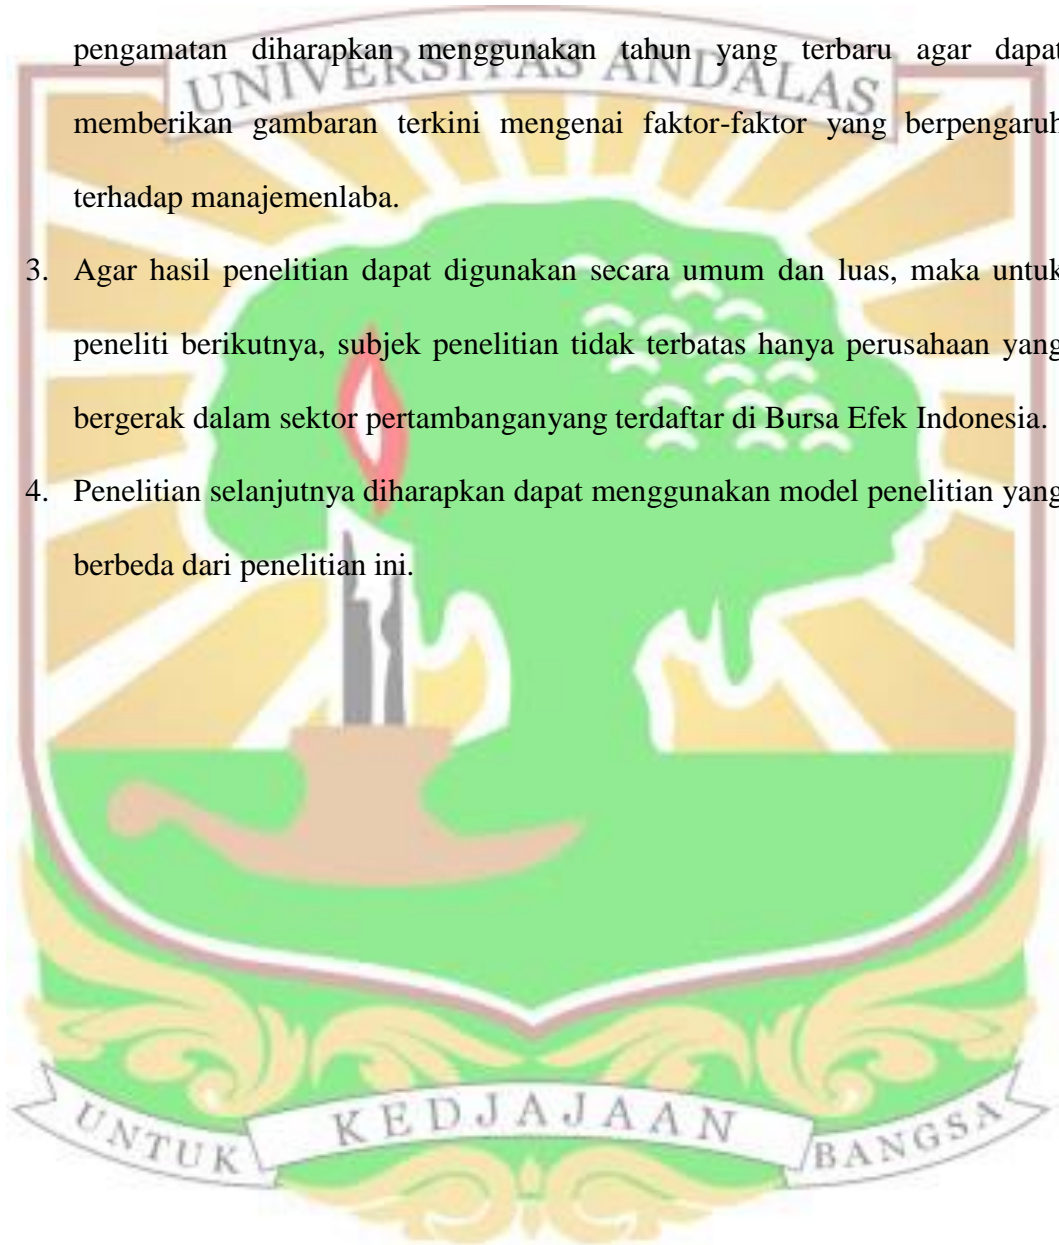 pengamatan diharapkan menggunakan tahun yang terbaru agar dapat
UNIVERSITAS ANDALAS
memberikan gambaran terkini mengenai faktor-faktor yang berpengaruh
terhadap manajemenlaba.
3. Agar hasil penelitian dapat digunakan secara umum dan luas, maka untuk
peneliti berikutnya, subjek penelitian tidak terbatas hanya perusahaan yang
bergerak dalam sektor pertambanganyang terdaftar di Bursa Efek Indonesia.
4. Penelitian selanjutnya diharapkan dapat menggunakan model penelitian yang
berbeda dari penelitian ini.
UNTUK KEDJAJAAN BANGSA